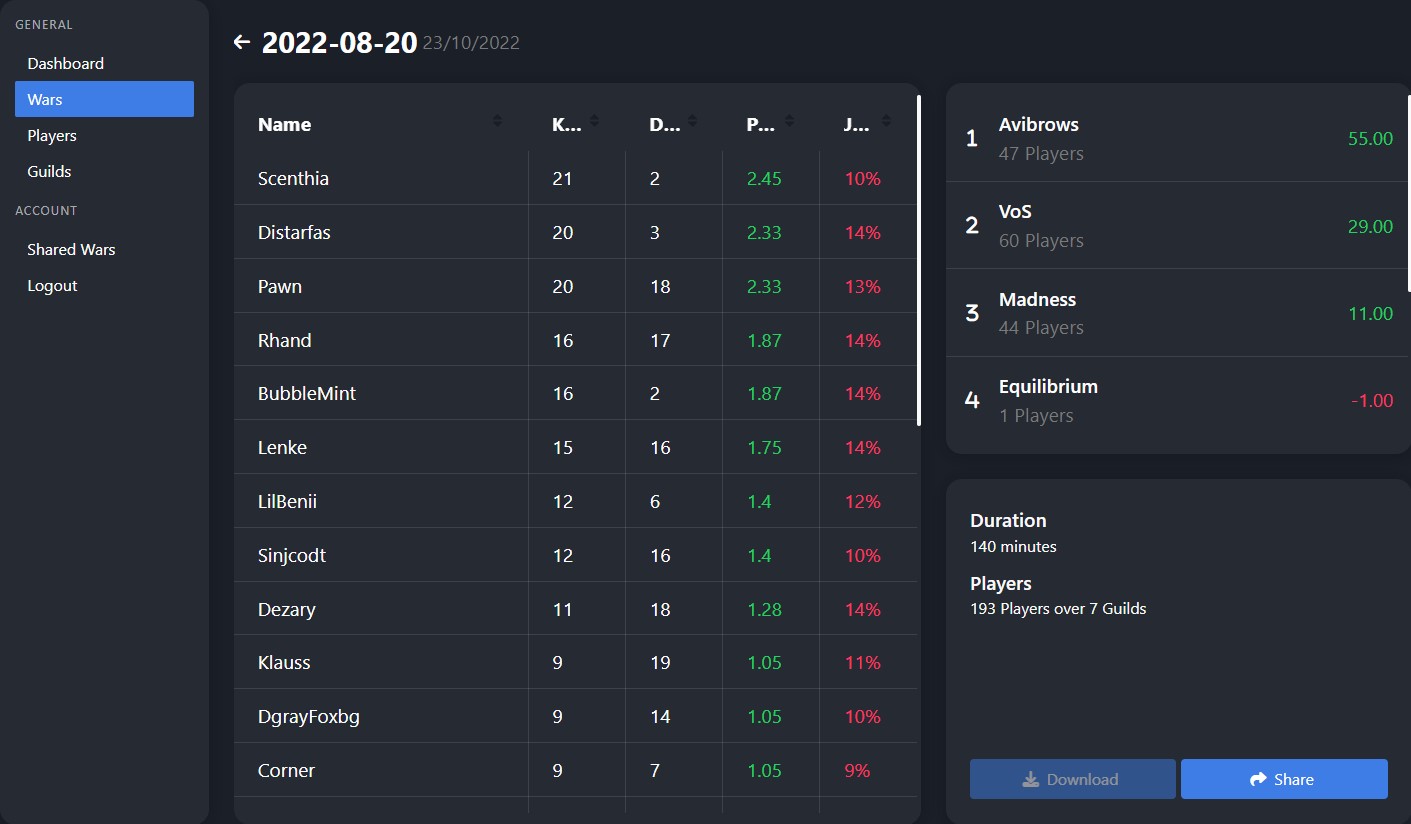 GENERAL
Dashboard
Wars
Players
Guilds
ACCOUNT
Shared Wars
Logout
2022-08-20 23/10/2022
Name K... D... P... J...
Scenthia 21 2 2.45 10%
Distarfas 20 3 2.33 14%
Pawn 20 18 2.33 13%
Rhand 16 17 1.87 14%
BubbleMint 16 2 1.87 14%
Lenke 15 16 1.75 14%
LilBenii 12 6 1.4 12%
Sinjcodt 12 16 1.4 10%
Dezary 11 18 1.28 14%
Klauss 9 19 1.05 11%
DgrayFoxbg 9 14 1.05 10%
Corner 9 7 1.05 9%
1 Avibrows 55.00
47 Players
2 VoS 29.00
60 Players
3 Madness 11.00
44 Players
4 Equilibrium -1.00
1 Players
Duration
140 minutes
Players
193 Players over 7 Guilds
Download Share